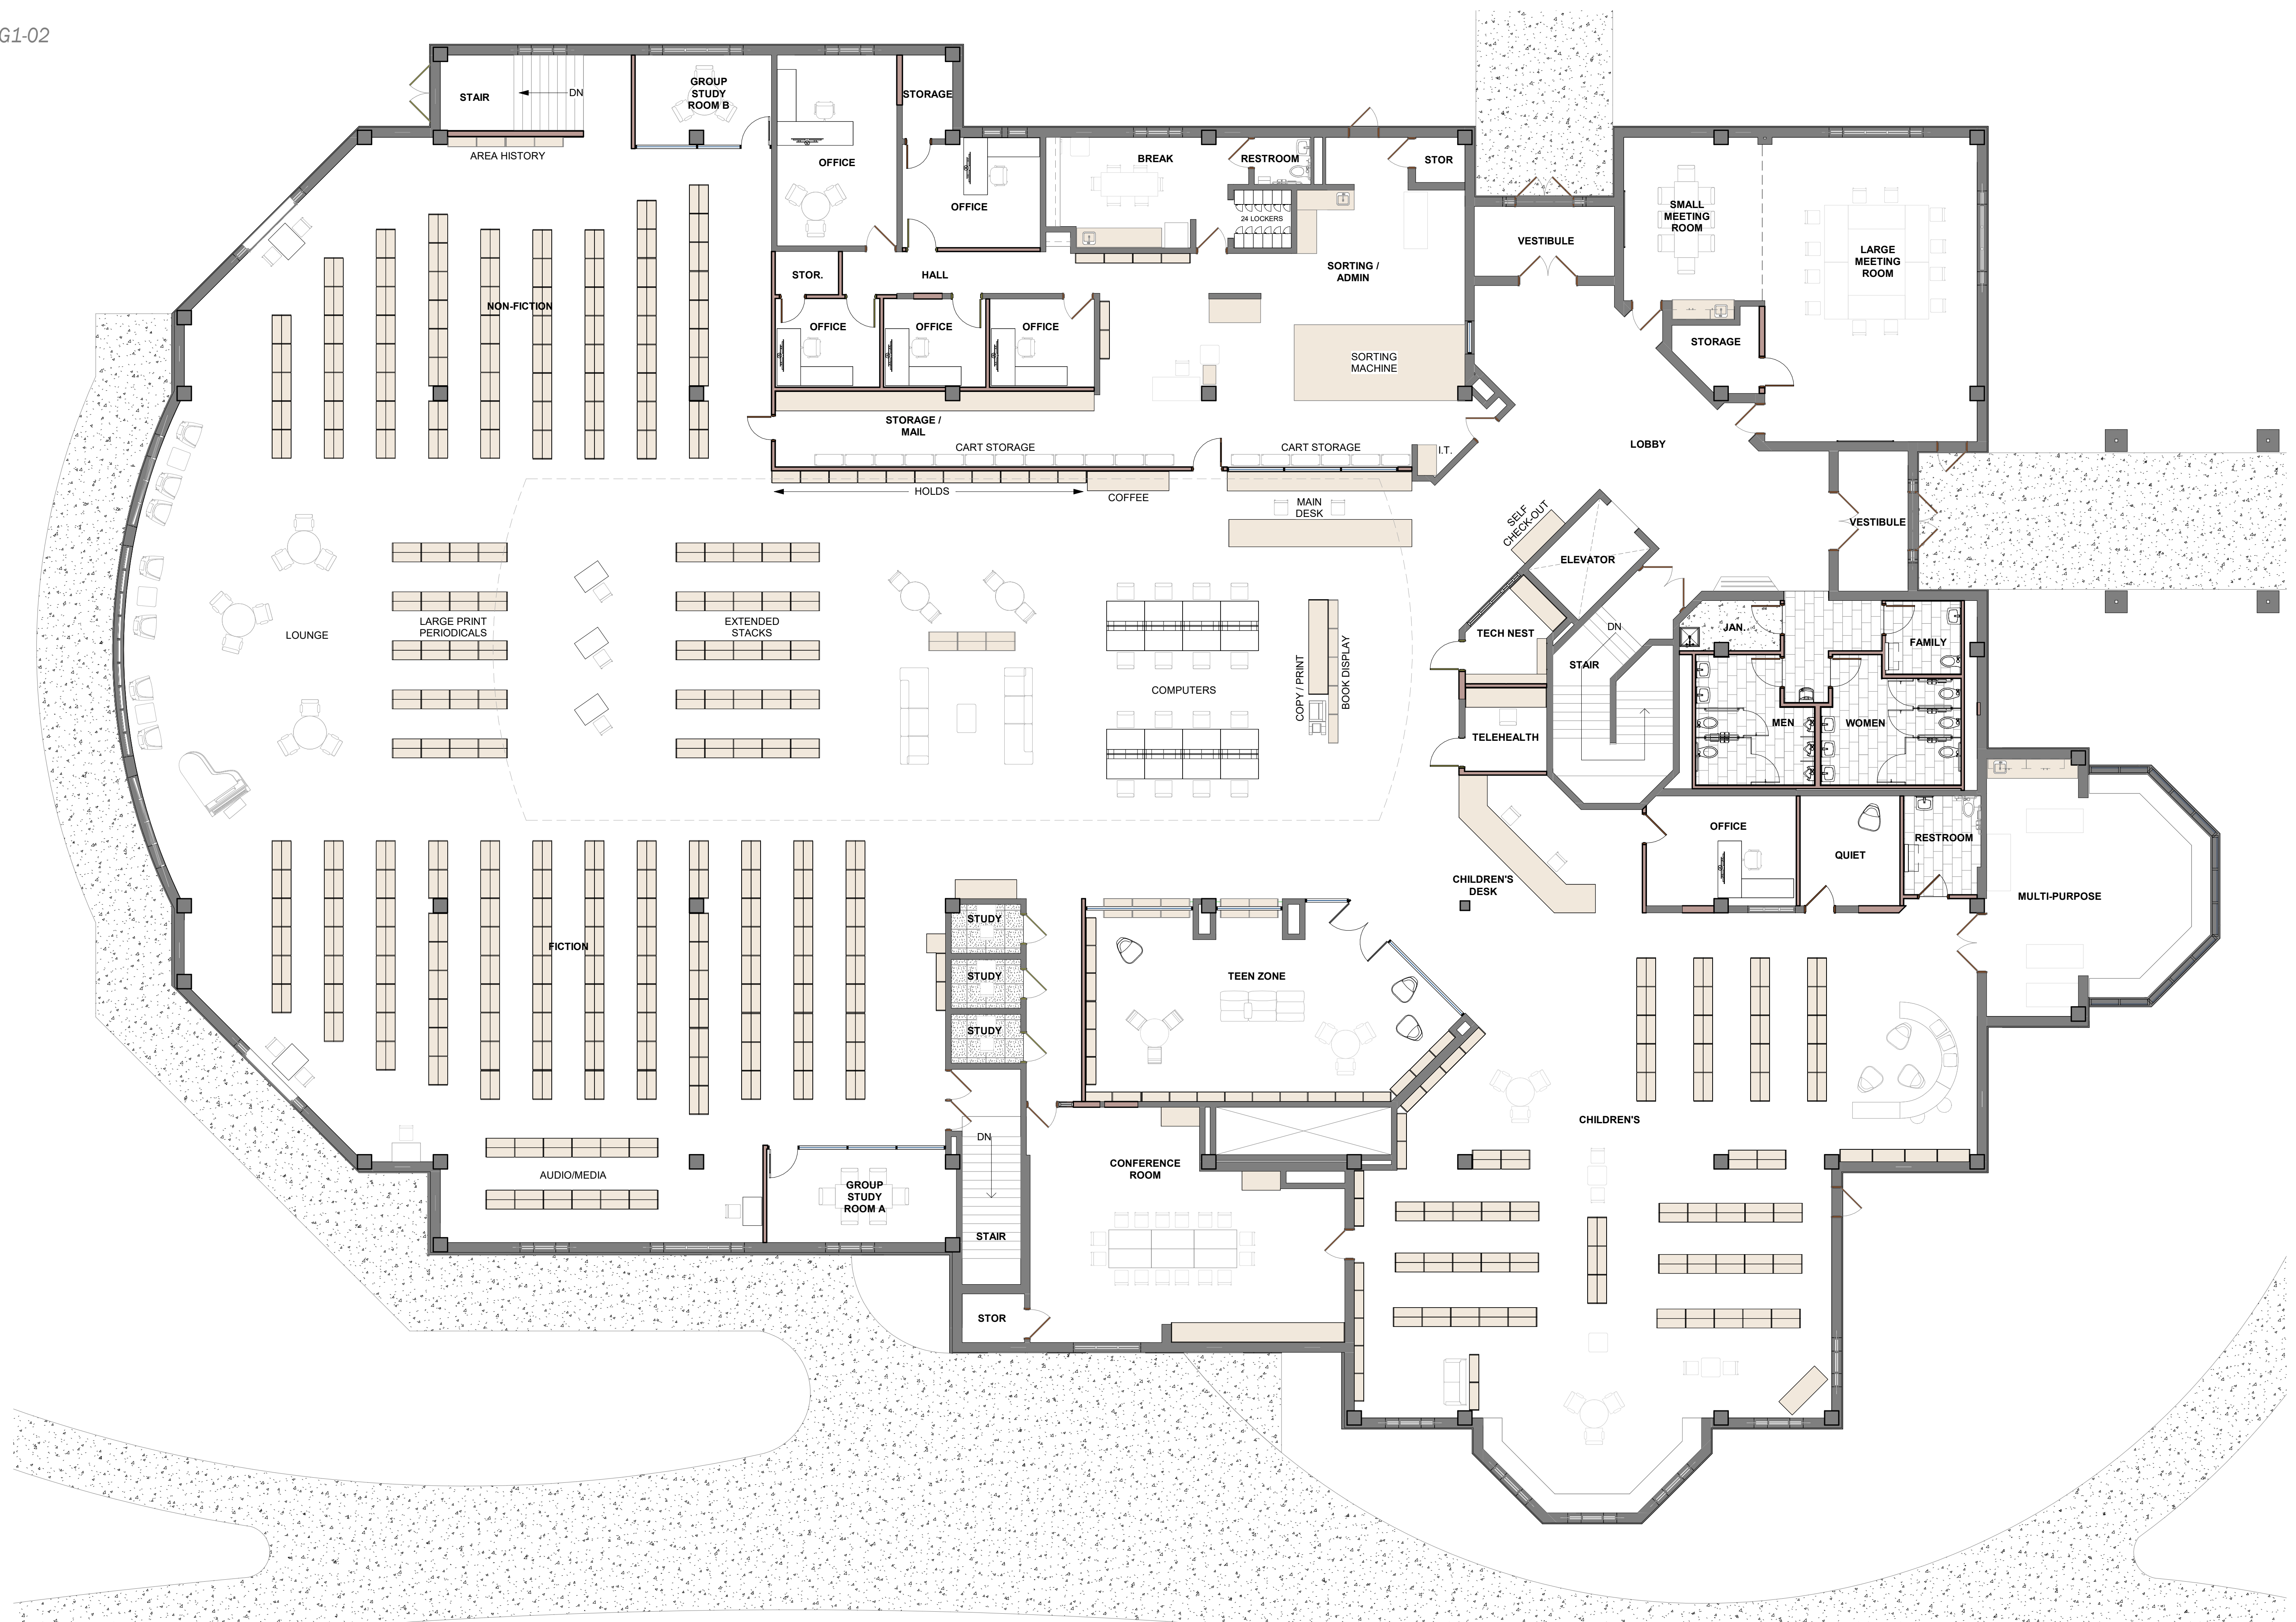 G1-02
STAIR
DN
GROUP
STUDY
ROOM B
STORAGE
AREA HISTORY
OFFICE
OFFICE
BREAK
RESTROOM
STOR
24 LOCKERS
SMALL
MEETING
ROOM
LARGE
MEETING
ROOM
VESTIBULE
NON-FICTION
STOR.
HALL
SORTING /
ADMIN
OFFICE
OFFICE
OFFICE
SORTING
MACHINE
STORAGE
STORAGE /
MAIL
CART STORAGE
CART STORAGE
I.T.
LOBBY
HOLDS
COFFEE
MAIN
DESK
SELF
CHECK-OUT
VESTIBULE
ELEVATOR
LOUNGE
LARGE PRINT
PERIODICALS
EXTENDED
STACKS
COMPUTERS
COPY / PRINT
BOOK DISPLAY
TECH NEST
DN
STAIR
JAN.
FAMILY
TELEHEALTH
MEN
WOMEN
OFFICE
QUIET
RESTROOM
CHILDREN'S
DESK
MULTI-PURPOSE
FICTION
STUDY
STUDY
STUDY
TEEN ZONE
CHILDREN'S
DN
AUDIO/MEDIA
GROUP
STUDY
ROOM A
CONFERENCE
ROOM
STAIR
STOR